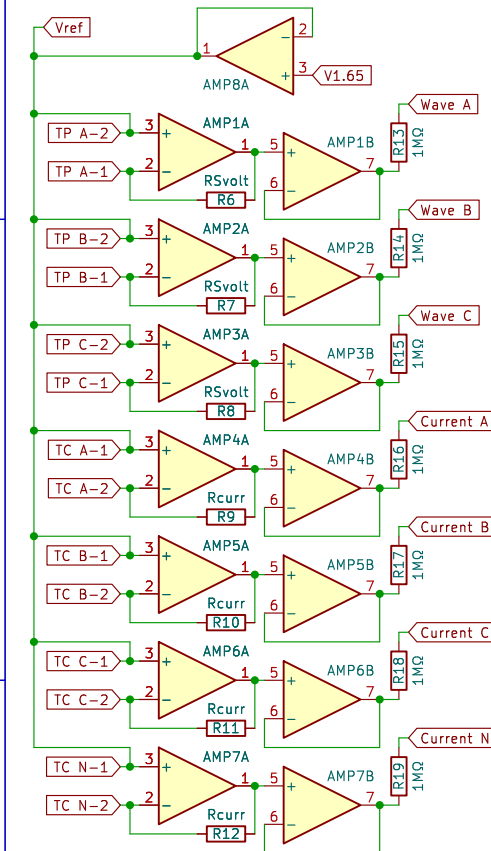 Vref
1
2
−
3
+
V1.65
AMP8A
Wave A
AMP1A
TP A-2
3
+
1
TP A-1
2
−
RSvolt
R6
5
+
AMP1B
7
6
−
R13
1MΩ
Wave B
AMP2A
TP B-2
3
+
1
TP B-1
2
−
RSvolt
R7
5
+
AMP2B
7
6
−
R14
1MΩ
Wave C
AMP3A
TP C-2
3
+
1
TP C-1
2
−
RSvolt
R8
5
+
AMP3B
7
6
−
R15
1MΩ
Current A
AMP4A
TC A-1
3
+
1
TC A-2
2
−
Rcurr
R9
5
+
AMP4B
7
6
−
R16
1MΩ
Current B
AMP5A
TC B-1
3
+
1
TC B-2
2
−
Rcurr
R10
5
+
AMP5B
7
6
−
R17
1MΩ
Current C
AMP6A
TC C-1
3
+
1
TC C-2
2
−
Rcurr
R11
5
+
AMP6B
7
6
−
R18
1MΩ
Current N
AMP7A
TC N-1
3
+
1
TC N-2
2
−
Rcurr
R12
5
+
AMP7B
7
6
−
R19
1MΩ